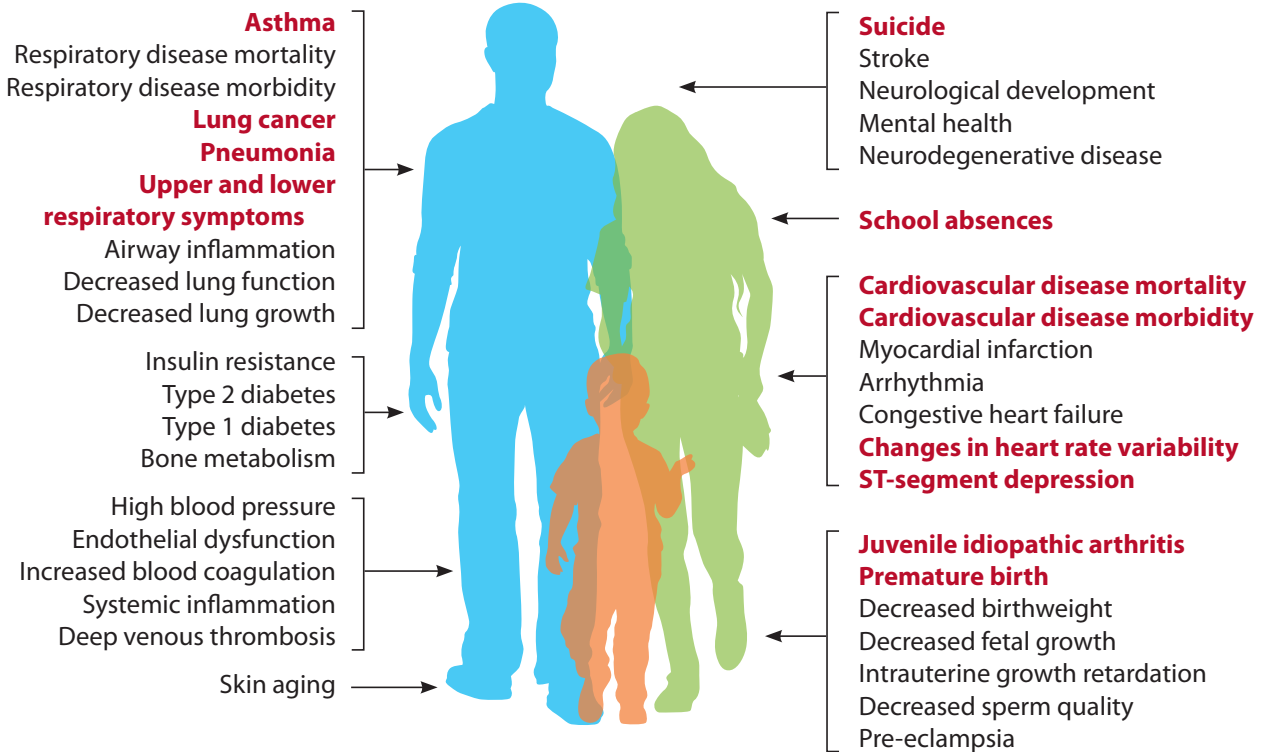 Asthma
Respiratory disease mortality
Respiratory disease morbidity
Lung cancer
Pneumonia
Upper and lower
respiratory symptoms
Airway inflammation
Decreased lung function
Decreased lung growth
Insulin resistance
Type 2 diabetes
Type 1 diabetes
Bone metabolism
High blood pressure
Endothelial dysfunction
Increased blood coagulation
Systemic inflammation
Deep venous thrombosis
Skin aging
Suicide
Stroke
Neurological development
Mental health
Neurodegenerative disease
School absences
Cardiovascular disease mortality
Cardiovascular disease morbidity
Myocardial infarction
Arrhythmia
Congestive heart failure
Changes in heart rate variability
ST-segment depression
Juvenile idiopathic arthritis
Premature birth
Decreased birthweight
Decreased fetal growth
Intrauterine growth retardation
Decreased sperm quality
Pre-eclampsia